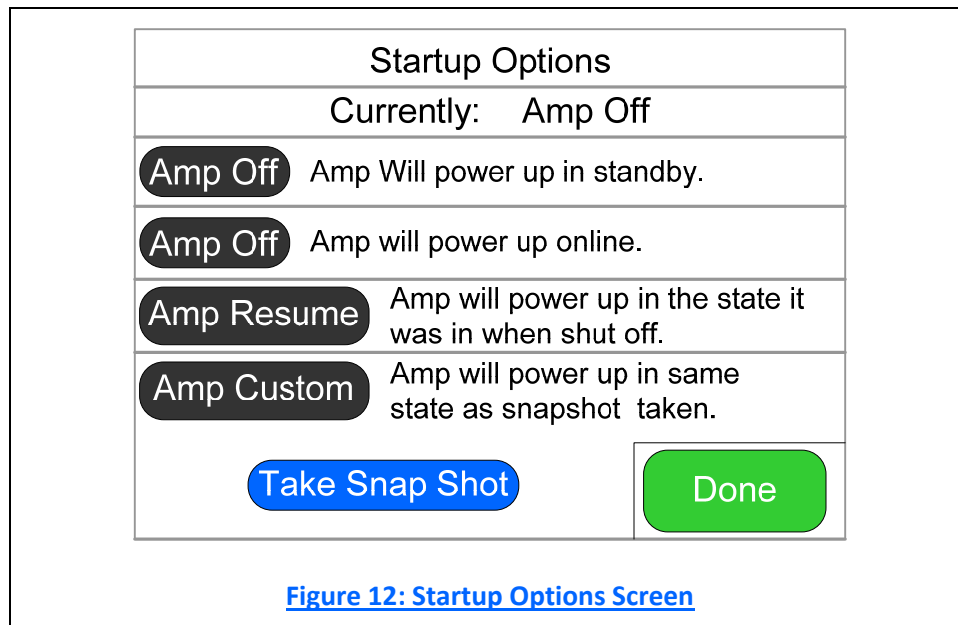 Startup Options
Currently: Amp Off
Amp Off Amp Will power up in standby.
Amp Off Amp will power up online.
Amp Resume Amp will power up in the state it
was in when shut off.
Amp Custom Amp will power up in same
state as snapshot taken.
Take Snap Shot Done
Figure 12: Startup Options Screen